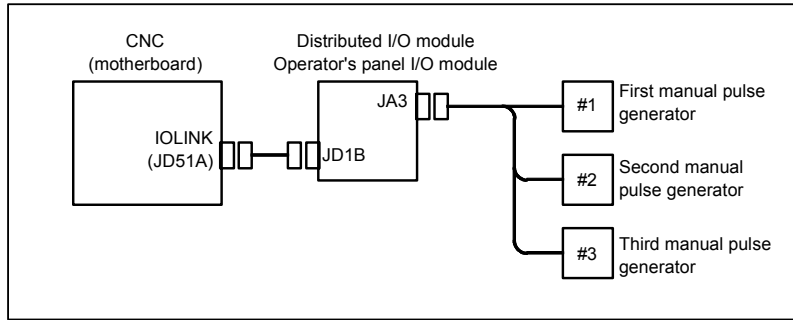 CNC
(motherboard)
Distributed I/O module
Operator's panel I/O module
IOLINK
(JD51A)
JD1B
JA3
#1
First manual pulse
generator
#2
Second manual
pulse generator
#3
Third manual pulse
generator